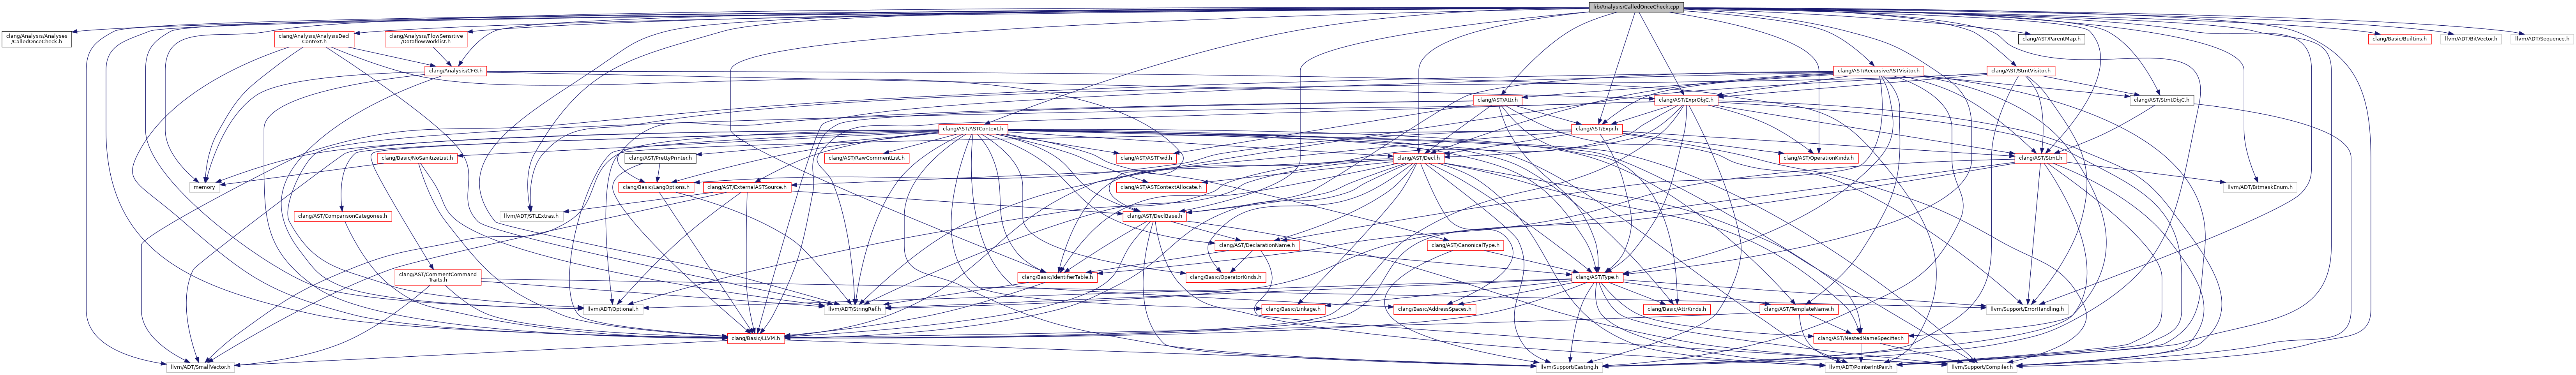 lib/Analysis/CalledOnceCheck.cpp
clang/Analysis/Analyses
/CalledOnceCheck.h
clang/Analysis/AnalysisDecl
Context.h
clang/Analysis/FlowSensitive
/DataflowWorklist.h
clang/AST/ParentMap.h
clang/Basic/Builtins.h
llvm/ADT/BitVector.h
llvm/ADT/Sequence.h
clang/Analysis/CFG.h
clang/AST/RecursiveASTVisitor.h
clang/AST/StmtVisitor.h
clang/AST/Attr.h
clang/AST/ExprObjC.h
clang/AST/StmtObjC.h
clang/AST/ASTContext.h
clang/AST/Expr.h
clang/Basic/NoSanitizeList.h
clang/AST/PrettyPrinter.h
clang/AST/RawCommentList.h
clang/AST/ASTFwd.h
clang/AST/Decl.h
clang/AST/OperationKinds.h
clang/AST/Stmt.h
memory
clang/Basic/LangOptions.h
clang/AST/ExternalASTSource.h
clang/AST/ASTContextAllocate.h
llvm/ADT/BitmaskEnum.h
clang/AST/ComparisonCategories.h
llvm/ADT/STLExtras.h
clang/AST/DeclBase.h
clang/AST/DeclarationName.h
clang/AST/CanonicalType.h
clang/AST/CommentCommand
Traits.h
clang/Basic/IdentifierTable.h
clang/Basic/OperatorKinds.h
clang/AST/Type.h
llvm/ADT/Optional.h
llvm/ADT/StringRef.h
clang/Basic/Linkage.h
clang/Basic/AddressSpaces.h
clang/Basic/AttrKinds.h
clang/AST/TemplateName.h
llvm/Support/ErrorHandling.h
clang/Basic/LLVM.h
clang/AST/NestedNameSpecifier.h
llvm/ADT/SmallVector.h
llvm/Support/Casting.h
llvm/ADT/PointerIntPair.h
llvm/Support/Compiler.h